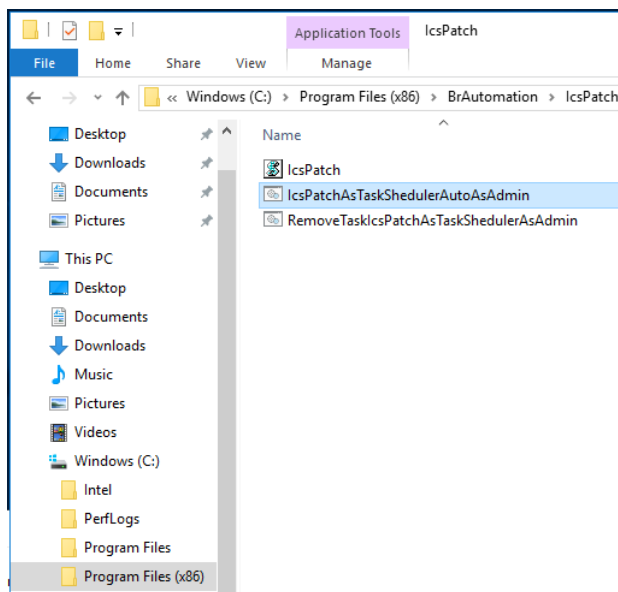 Application Tools IcsPatch
File Home Share View Manage
« Windows (C:) > Program Files (x86) > BrAutomation > IcsPatch
Desktop
Downloads
Documents
Pictures
This PC
Desktop
Documents
Downloads
Music
Pictures
Videos
Windows (C:)
Intel
PerfLogs
Program Files
Program Files (x86)
Name
IcsPatch
IcsPatchAsTaskShedulerAutoAsAdmin
RemoveTaskIcsPatchAsTaskShedulerAsAdmin